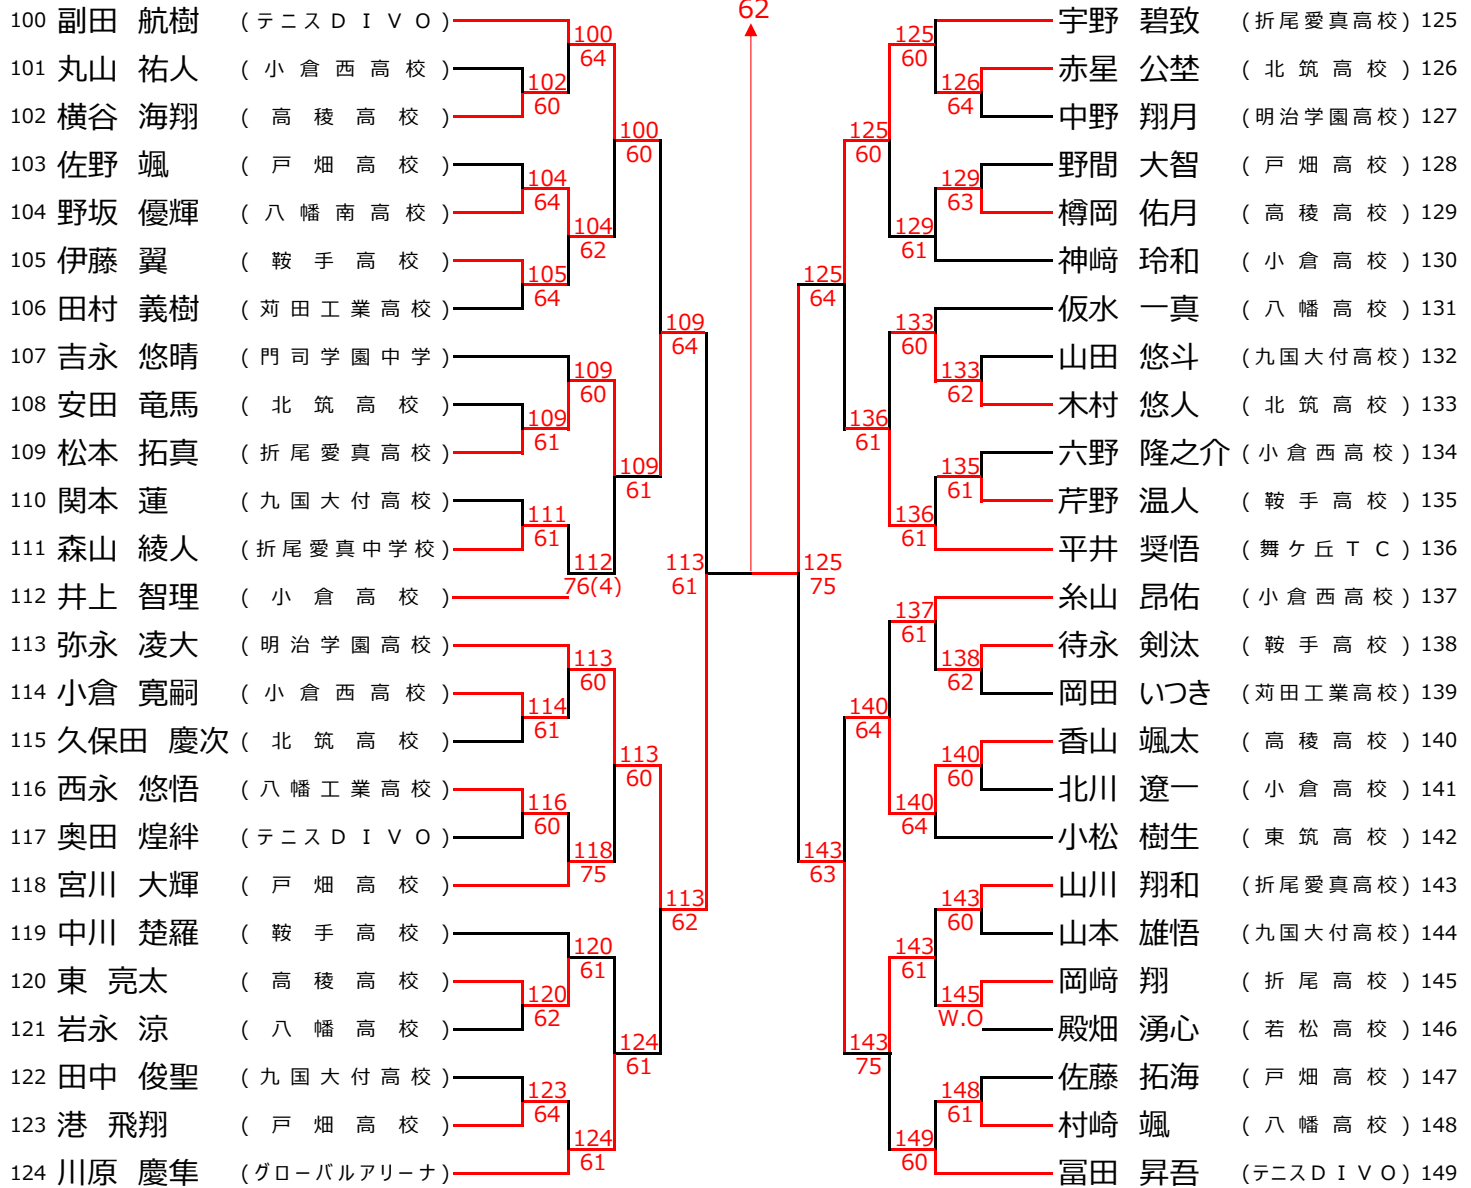 62
100 副田 航樹 (テニスＤＩＶＯ)
101 丸山 祐人 (小倉西高校)
102 横谷 海翔 (高稜高校)
103 佐野 颯 (戸畑高校)
104 野坂 優輝 (八幡南高校)
105 伊藤 翼 (鞍手高校)
106 田村 義樹 (苅田工業高校)
107 吉永 悠晴 (門司学園中学)
108 安田 竜馬 (北筑高校)
109 松本 拓真 (折尾愛真高校)
110 関本 蓮 (九国大付高校)
111 森山 綾人 (折尾愛真中学校)
112 井上 智理 (小倉高校)
113 弥永 凌大 (明治学園高校)
114 小倉 寛嗣 (小倉西高校)
115 久保田 慶次 (北筑高校)
116 西永 悠悟 (八幡工業高校)
117 奥田 煌絆 (テニスＤＩＶＯ)
118 宮川 大輝 (戸畑高校)
119 中川 楚羅 (鞍手高校)
120 東 亮太 (高稜高校)
121 岩永 涼 (八幡高校)
122 田中 俊聖 (九国大付高校)
123 港 飛翔 (戸畑高校)
124 川原 慶隼 (グローバルアリーナ)
102
60
104
64
105
64
109
61
111
61
114
61
116
60
120
62
123
64
100
64
104
62
109
60
112
76(4)
113
60
118
75
120
61
124
61
100
60
109
61
113
60
124
61
109
64
113
62
113
61
125
75
125
64
143
63
125
60
136
61
140
64
143
75
125
60
129
61
133
60
136
61
137
61
140
64
143
61
149
60
126
64
129
63
133
62
135
61
138
62
140
60
143
60
145
W.O
148
61
宇野 碧致 (折尾愛真高校) 125
赤星 公埜 (北筑高校) 126
中野 翔月 (明治学園高校) 127
野間 大智 (戸畑高校) 128
樽岡 佑月 (高稜高校) 129
神﨑 玲和 (小倉高校) 130
仮水 一真 (八幡高校) 131
山田 悠斗 (九国大付高校) 132
木村 悠人 (北筑高校) 133
六野 隆之介 (小倉西高校) 134
芹野 温人 (鞍手高校) 135
平井 奨悟 (舞ケ丘ＴＣ) 136
糸山 昂佑 (小倉西高校) 137
待永 剣汰 (鞍手高校) 138
岡田 いつき (苅田工業高校) 139
香山 颯太 (高稜高校) 140
北川 遼一 (小倉高校) 141
小松 樹生 (東筑高校) 142
山川 翔和 (折尾愛真高校) 143
山本 雄悟 (九国大付高校) 144
岡﨑 翔 (折尾高校) 145
殿畑 湧心 (若松高校) 146
佐藤 拓海 (戸畑高校) 147
村崎 颯 (八幡高校) 148
冨田 昇吾 (テニスＤＩＶＯ) 149